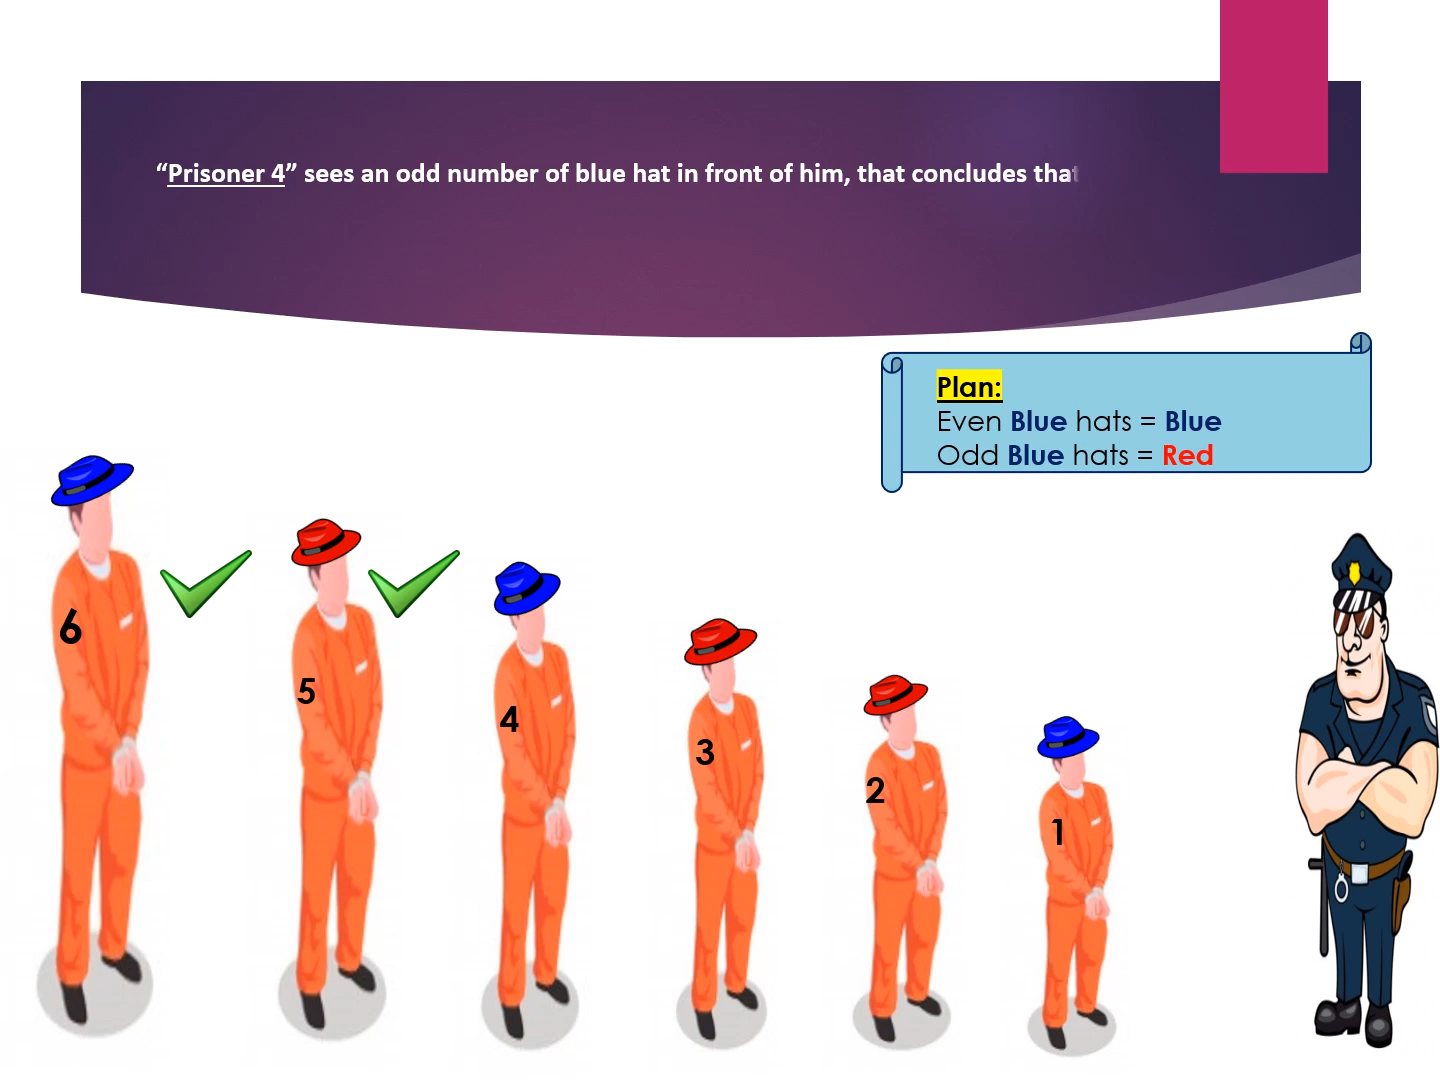 “Prisoner 4” sees an odd number of blue hat in front of him, that concludes that
Plan:
Even Blue hats = Blue
Odd Blue hats = Red
6
5
4
3
2
1